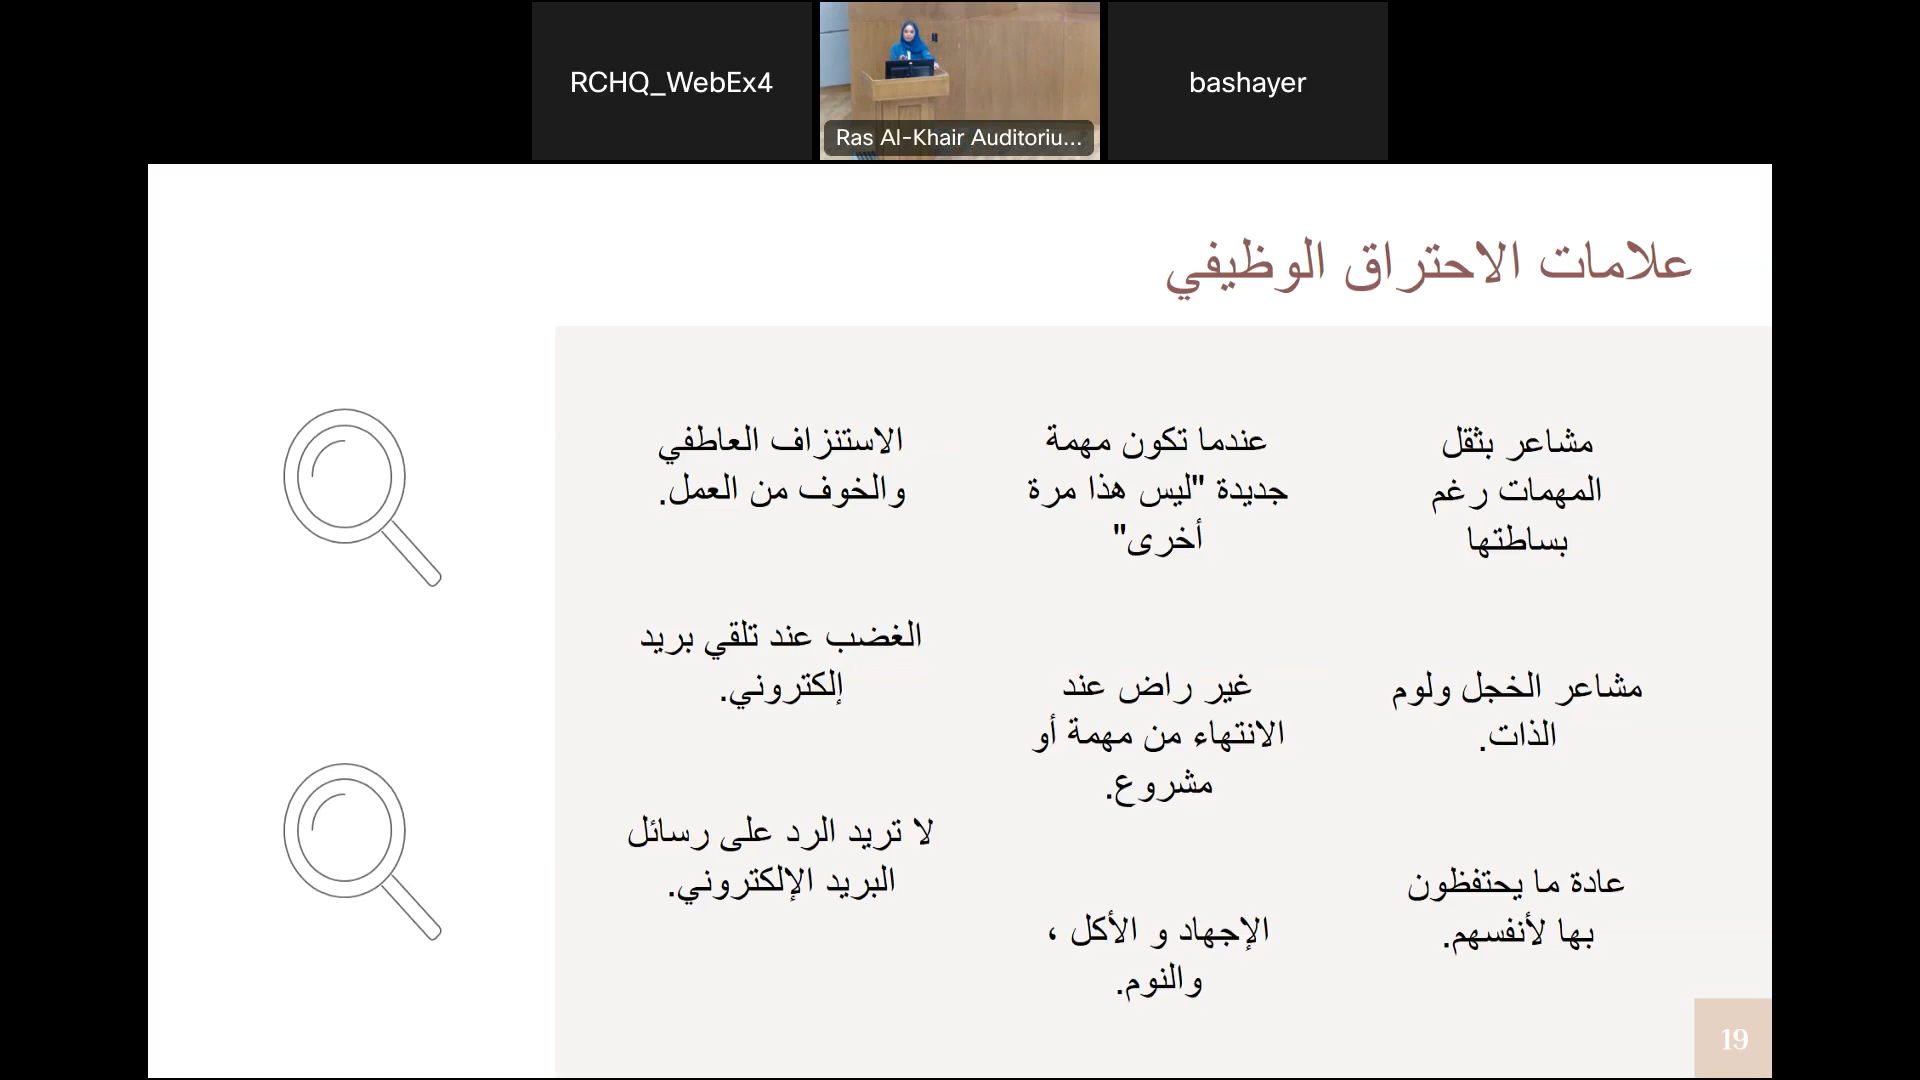 RCHQ_WebEx4
Ras Al-Khair Auditoriu...
bashayer
علامات الاحتراق الوظيفي
مشاعر بثقل
المهمات رغم
بساطتها
مشاعر الخجل ولوم
الذات.
عادة ما يحتفظون
بها لأنفسهم.
عندما تكون مهمة
جديدة "ليس هذا مرة
أخرى"
غير راض عند
الانتهاء من مهمة أو
مشروع.
الإجهاد و الأكل ،
والنوم.
الاستنزاف العاطفي
والخوف من العمل.
الغضب عند تلقي بريد
إلكتروني.
لا تريد الرد على رسائل
البريد الإلكتروني.
19